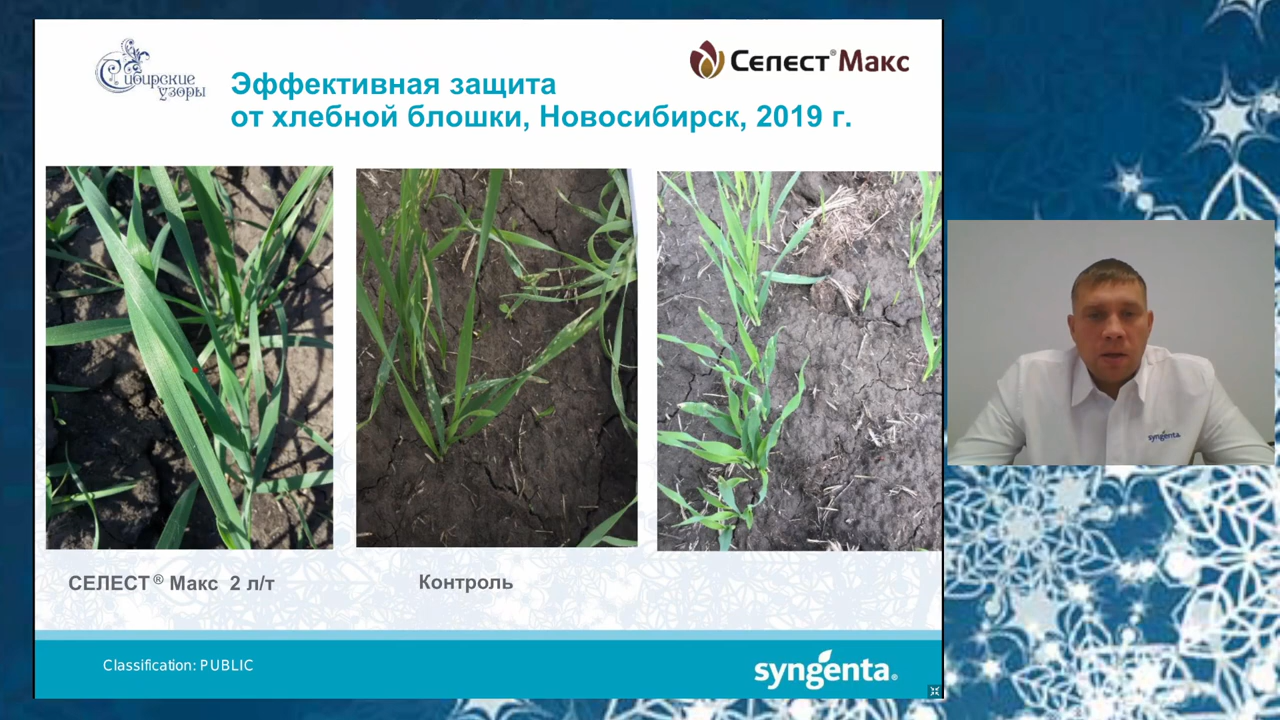 Сибирские
узоры
Селест® Макс
Эффективная защита
от хлебной блошки, Новосибирск, 2019 г.
syngenta
СЕЛЕСТ® Макс 2 л/т
Контроль
Classification: PUBLIC
syngenta®